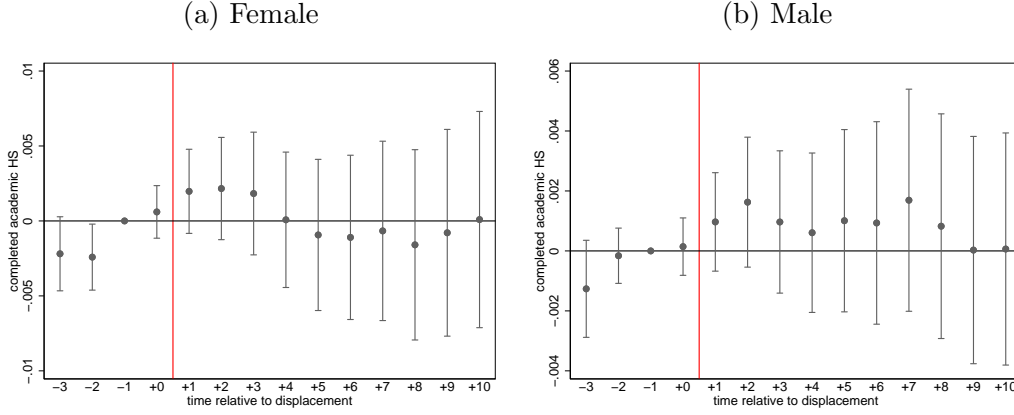 (a) Female
(b) Male
completed academic HS
.01
.005
0
−.005
−.01
−3 −2 −1 +0 +1 +2 +3 +4 +5 +6 +7 +8 +9 +10
time relative to displacement
completed academic HS
.006
.004
.002
0
−.002
−.004
−3 −2 −1 +0 +1 +2 +3 +4 +5 +6 +7 +8 +9 +10
time relative to displacement